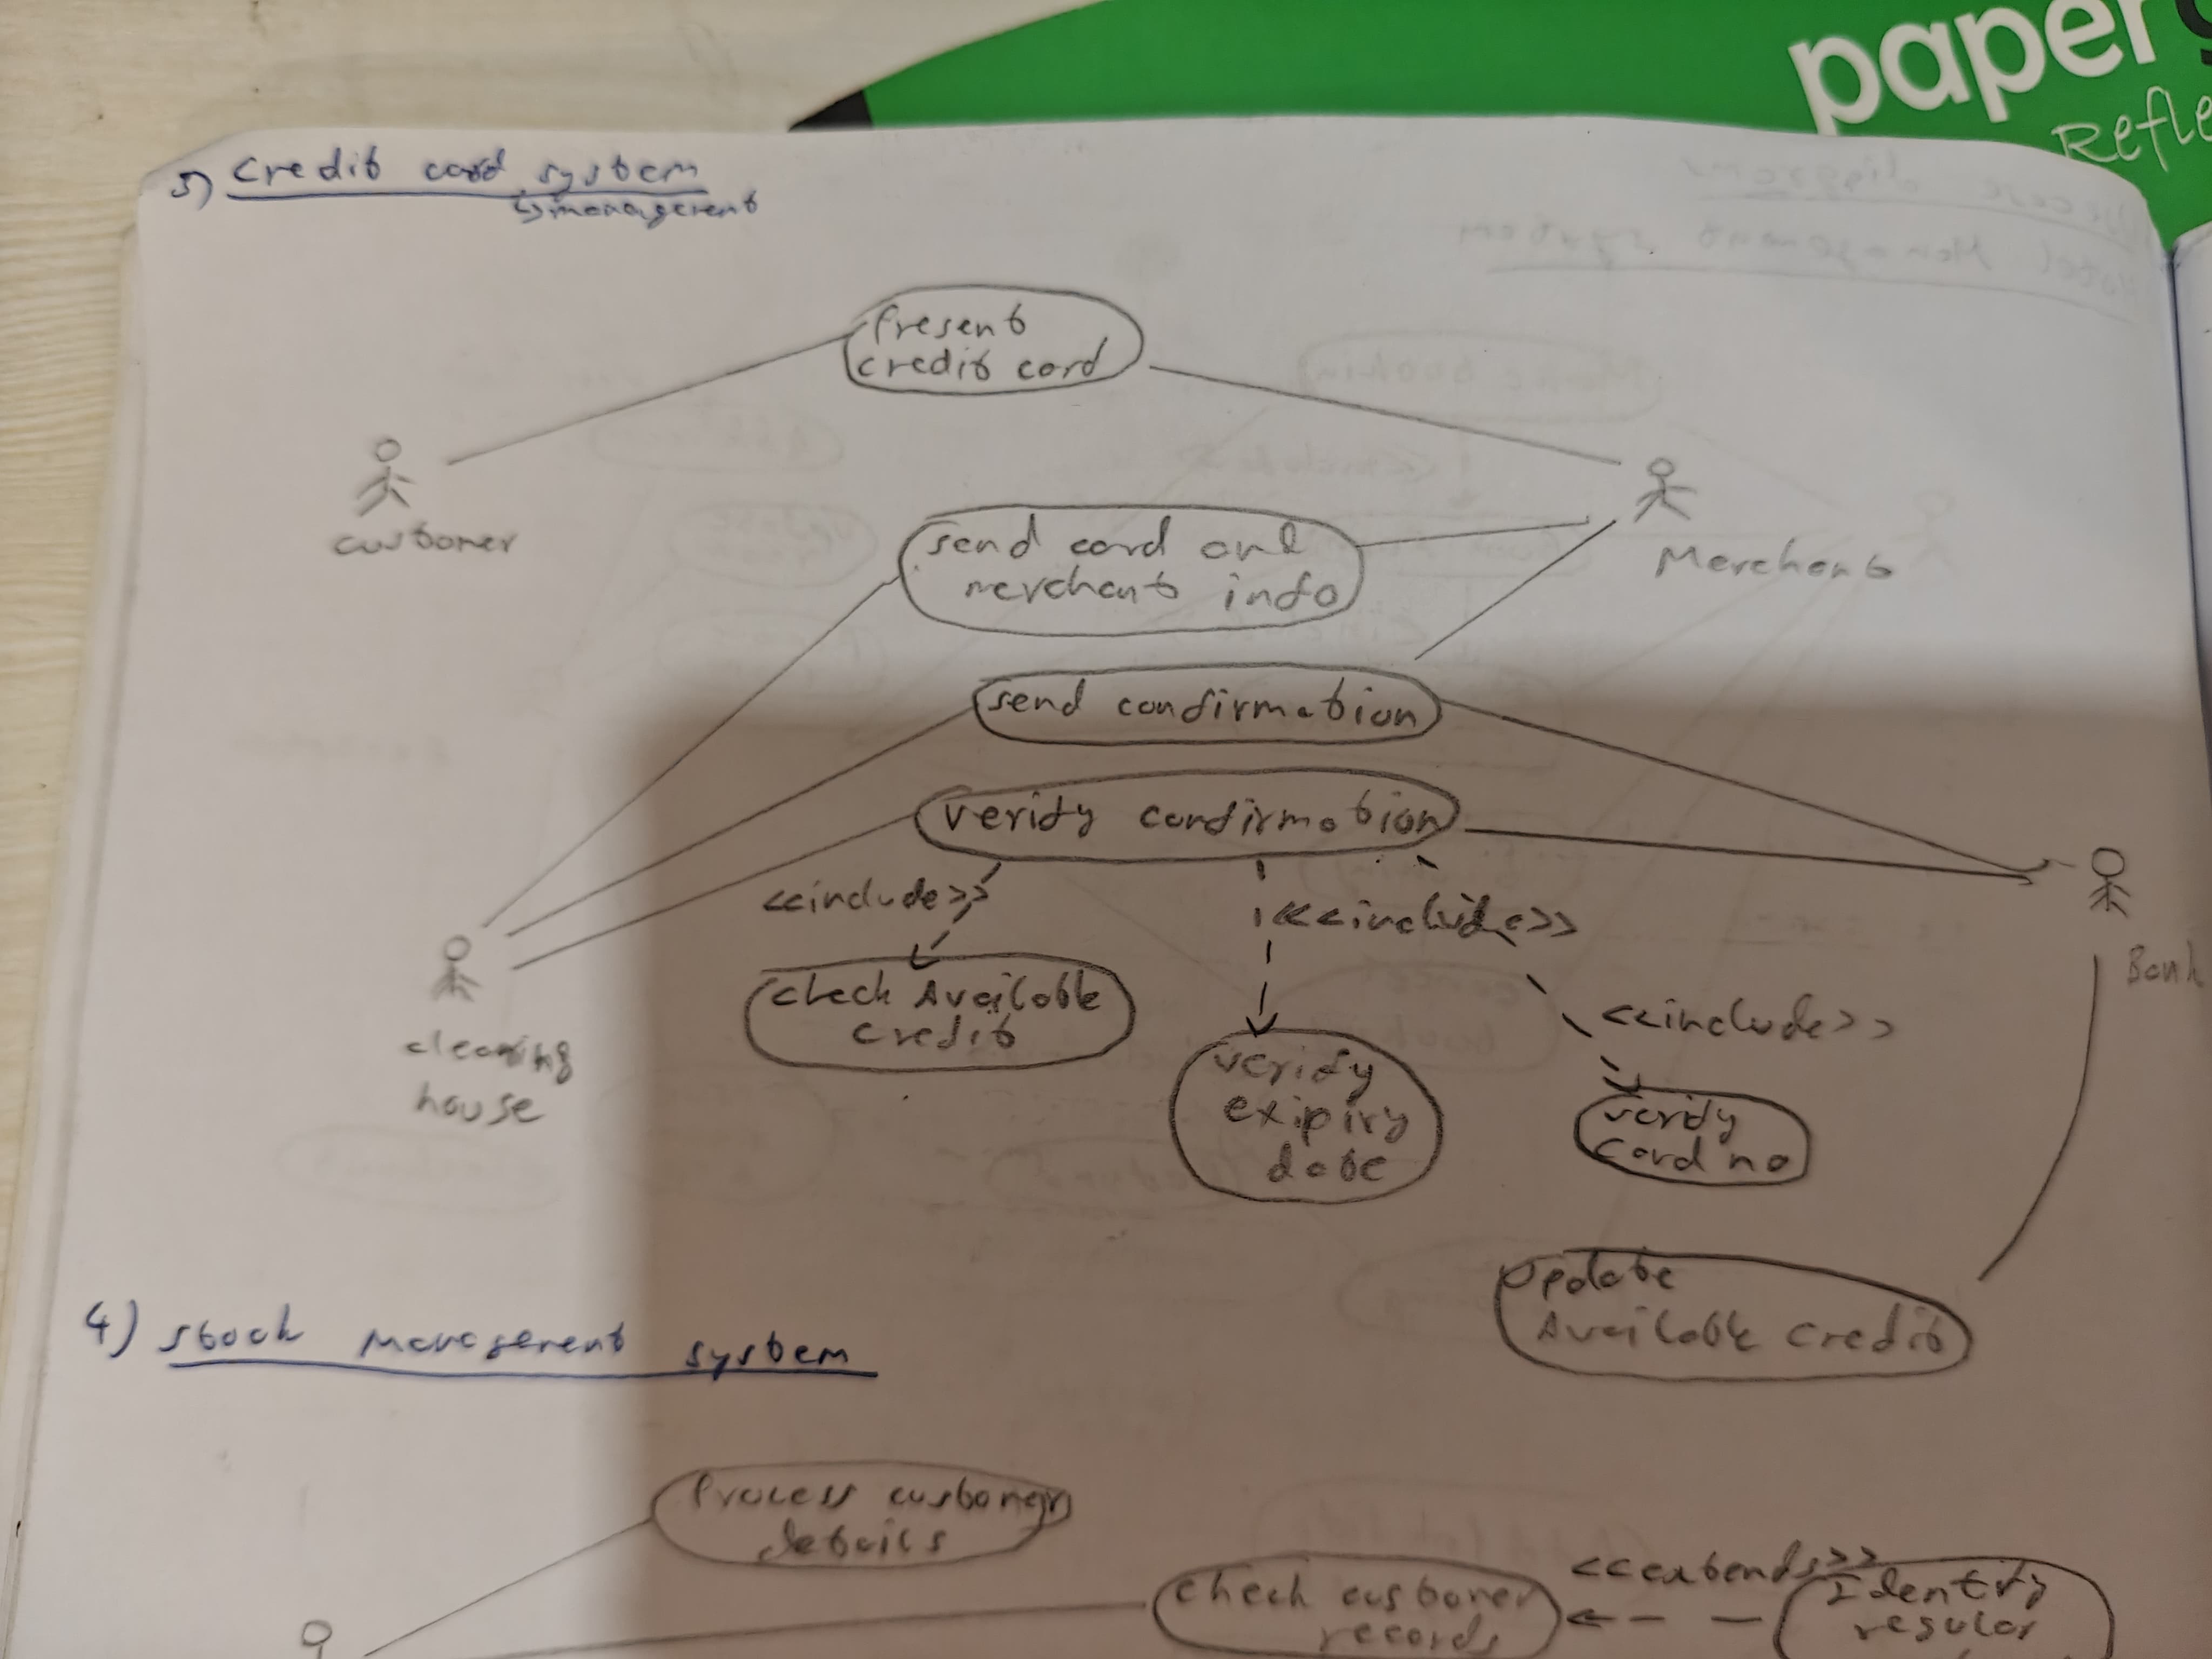 paper
Refle
5) Credit card system
↳ management
Present
credit card
customer
send card and
merchant info
Merchant
send confirmation
verify confirmation
<<include>>
<<include>>
check Available
credit
<<include>>
Bank
clearing
house
verify
exipiry
date
verify
card no
Update
Available credit
4) Stock Management system
Process customer
details
<<extends>>
check customer
records
Identify
regular